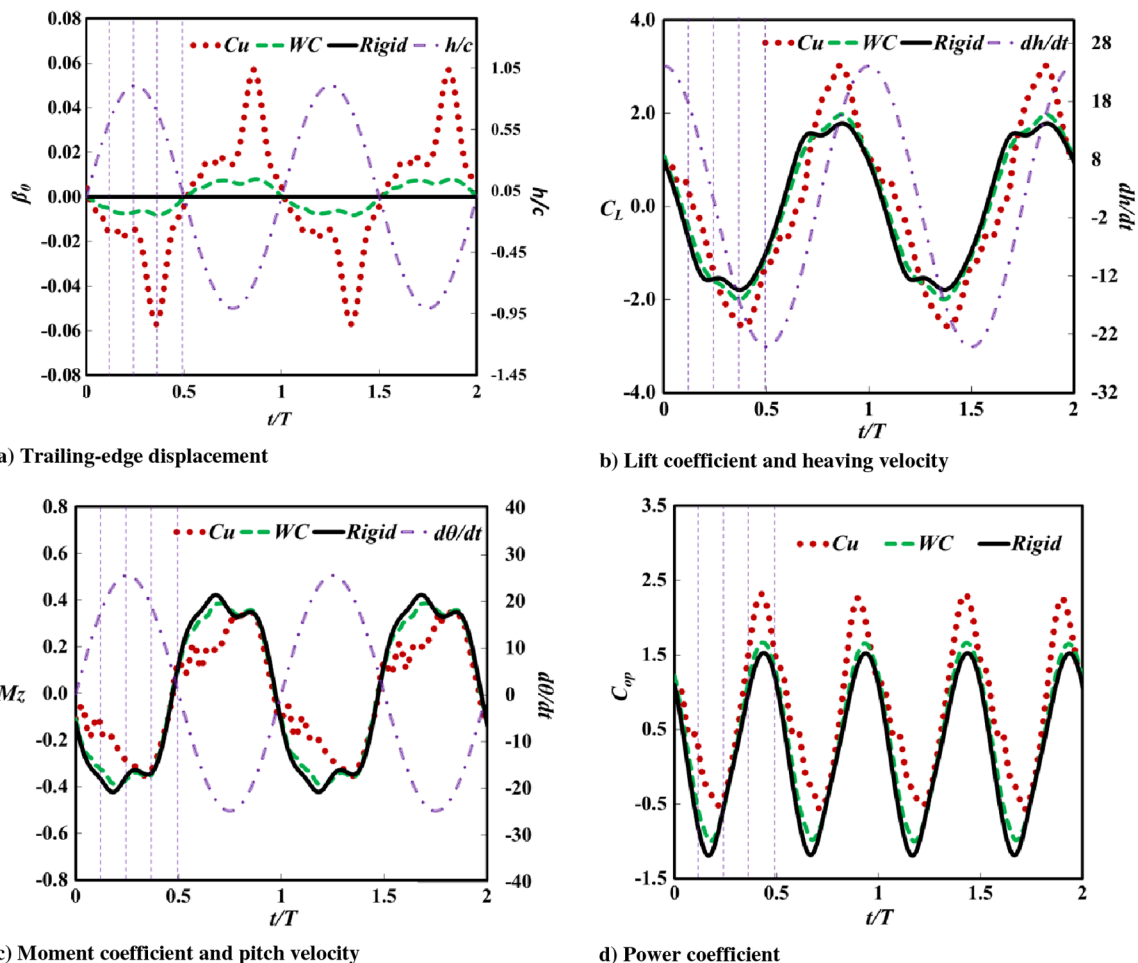 0.08
0.06
0.04
0.02
0.00
-0.02
-0.04
-0.06
-0.08
β₀
Cu WC Rigid h/c
1.05
0.55
0.05
-0.45
-0.95
-1.45
h/c
0 0.5 1 1.5 2
t/T
a) Trailing-edge displacement
4.0
2.0
0.0
-2.0
-4.0
C_L
Cu WC Rigid dh/dt
28
18
8
-2
-12
-22
-32
dh/dt
0 0.5 1 1.5 2
t/T
b) Lift coefficient and heaving velocity
0.8
0.6
0.4
0.2
0.0
-0.2
-0.4
-0.6
-0.8
Mz
Cu WC Rigid dθ/dt
40
30
20
10
0
-10
-20
-30
-40
dθ/dt
0 0.5 1 1.5 2
t/T
c) Moment coefficient and pitch velocity
3.5
2.5
1.5
0.5
-0.5
-1.5
C_op
Cu WC Rigid
0 0.5 1 1.5 2
t/T
d) Power coefficient